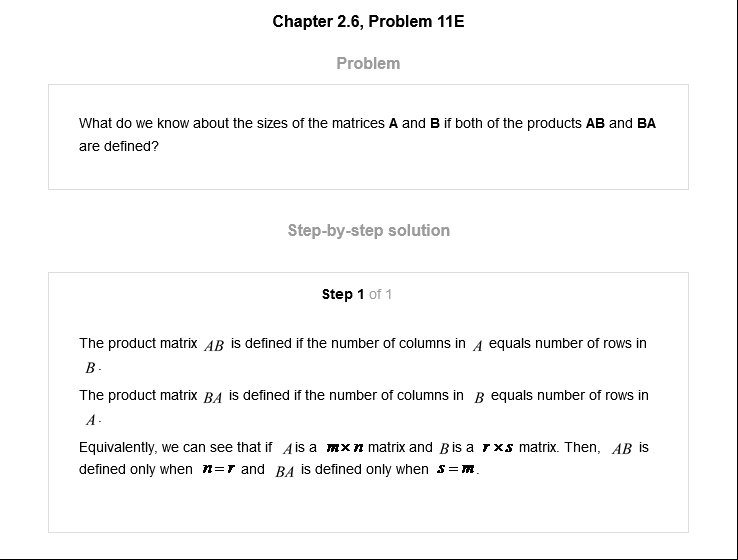 Chapter 2.6, Problem 11E
Problem
What do we know about the sizes of the matrices A and B if both of the products AB and BA
are defined?
Step-by-step solution
Step 1 of 1
The product matrix AB is defined if the number of columns in A equals number of rows in
B.
The product matrix BA is defined if the number of columns in B equals number of rows in
A.
Equivalently, we can see that if A is a m×n matrix and B is a r×s matrix. Then, AB is
defined only when n=r and BA is defined only when s=m.